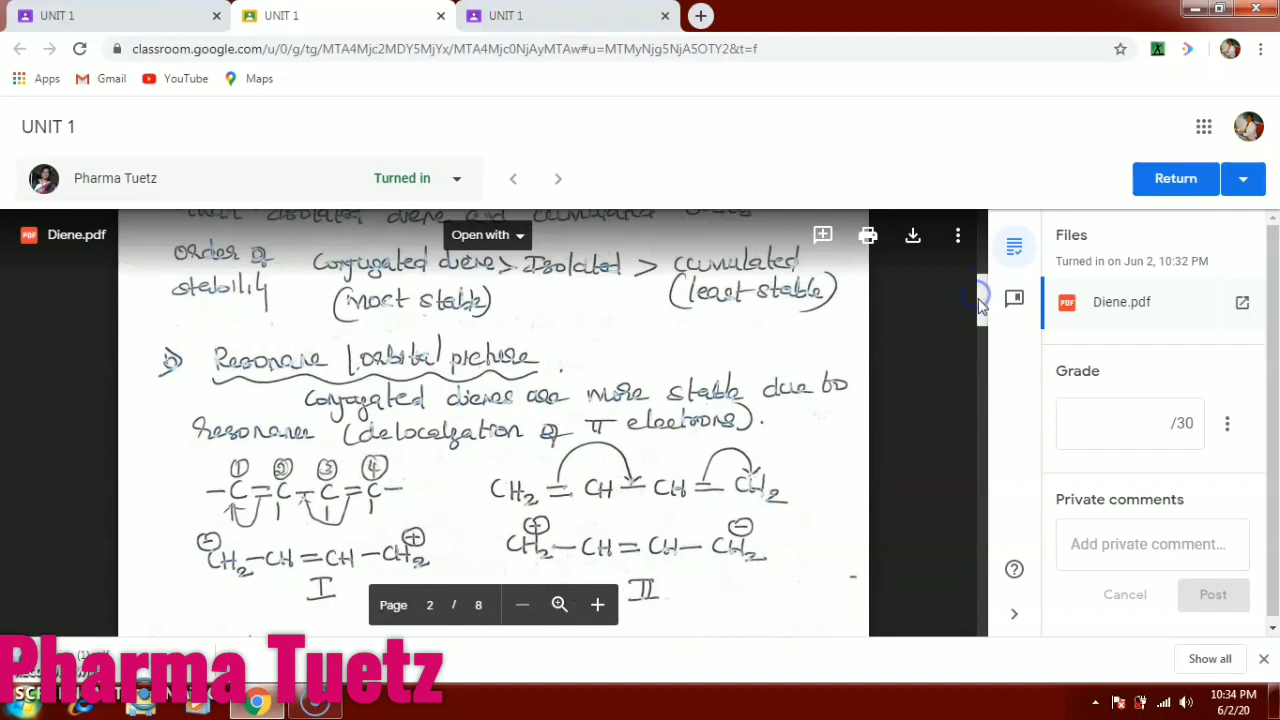 UNIT 1
UNIT 1
UNIT 1
classroom.google.com/u/0/g/tg/MTA4Mjc2MDY5MjYx/MTA4Mjc0NjAyMTAw#u=MTMyNjg5NjA5OTY2&t=f
Apps
Gmail
YouTube
Maps
UNIT 1
Pharma Tuetz
Turned in
Return
Diene.pdf
Open with
isolated diene and cumulated
order of
stability
Conjugated diene > Isolated > cumulated
(most stable)
(least stable)
Resonance / orbital picture
Conjugated dienes are more stable due to
Resonance (delocalization of π electrons).
① ② ③ ④
– C = C – C = C –
CH2 = CH – CH = CH2
⊖ ⊕
CH2 – CH = CH – CH2
I
⊕ ⊖
CH2 – CH = CH – CH2
II
Page 2 / 8
Files
Turned in on Jun 2, 10:32 PM
Diene.pdf
Grade
/30
Private comments
Add private comment...
Cancel
Post
Show all
Pharma Tuetz
10:34 PM
6/2/20